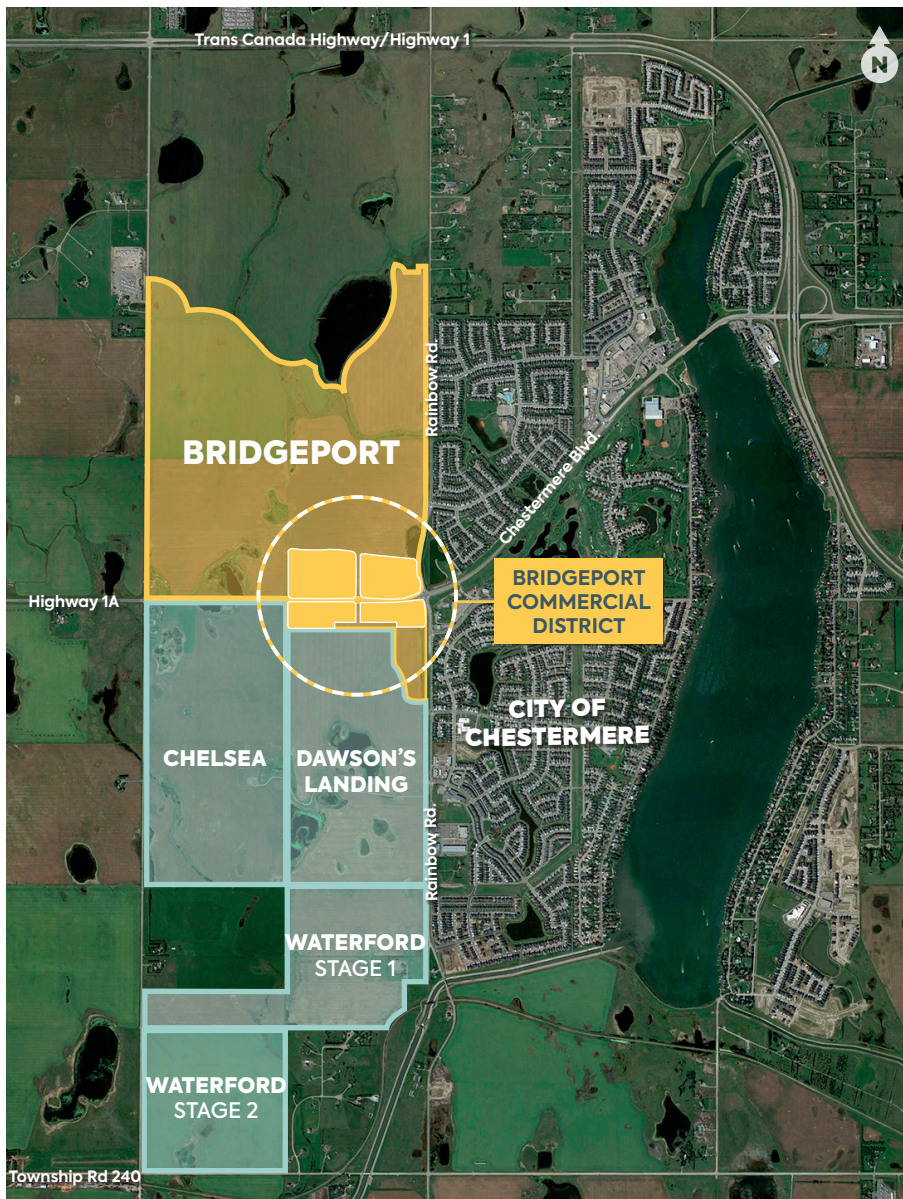 Trans Canada Highway/Highway 1
N
Rainbow Rd.
BRIDGEPORT
Chestermere Blvd.
Highway 1A
BRIDGEPORT
COMMERCIAL
DISTRICT
CITY OF
CHESTERMERE
CHELSEA
DAWSON'S
LANDING
Rainbow Rd.
WATERFORD
STAGE 1
WATERFORD
STAGE 2
Township Rd 240